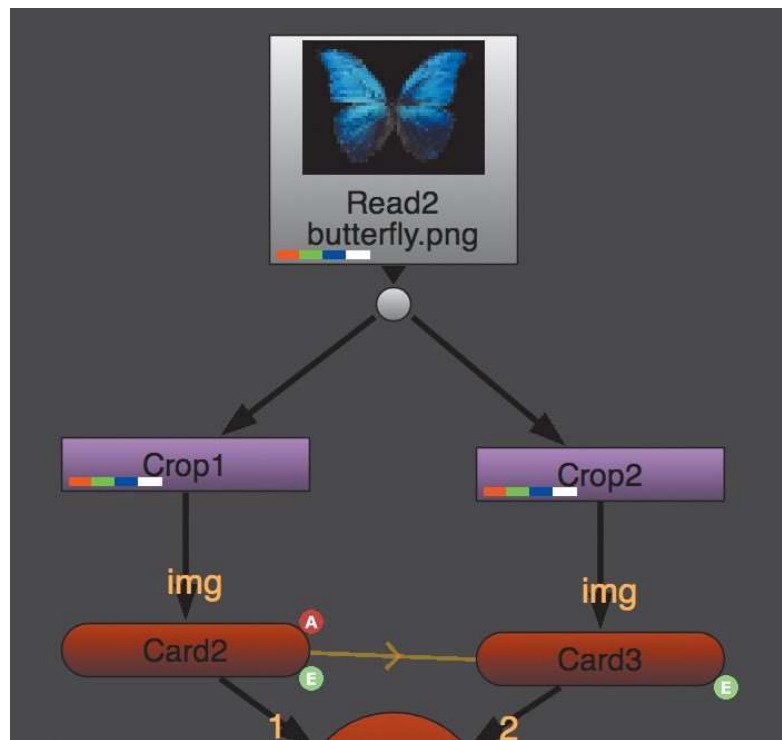 Read2
butterfly.png
Crop1
Crop2
img
img
A
Card2
Card3
E
E
1
2